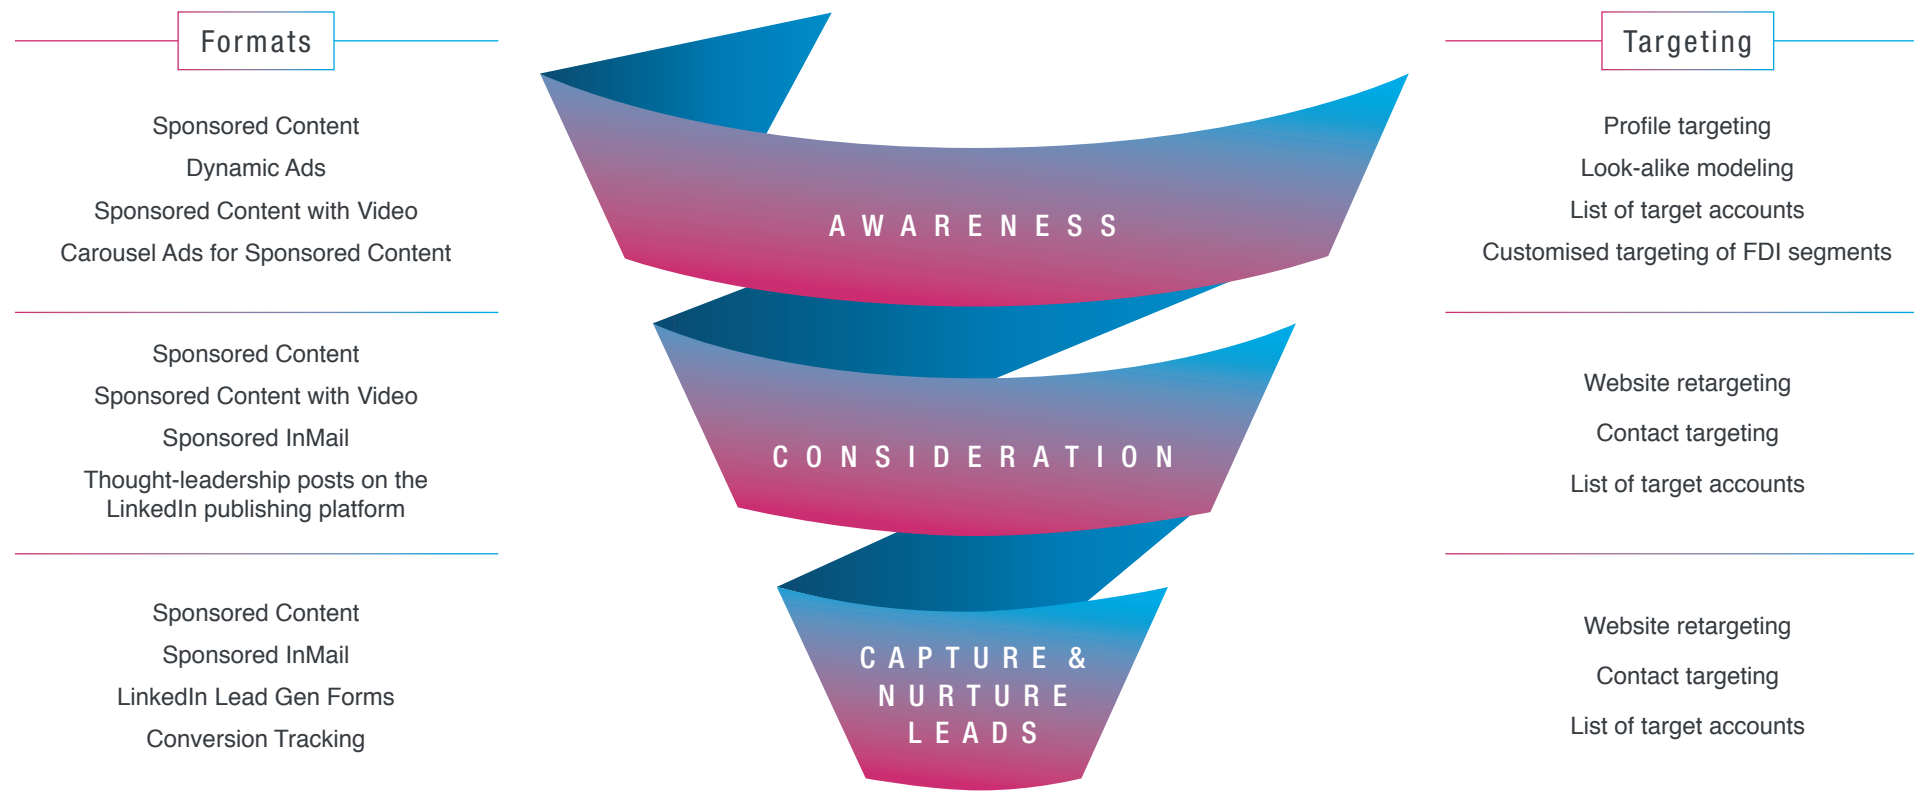 Formats
Sponsored Content
Dynamic Ads
Sponsored Content with Video
Carousel Ads for Sponsored Content
Sponsored Content
Sponsored Content with Video
Sponsored InMail
Thought-leadership posts on the
LinkedIn publishing platform
Sponsored Content
Sponsored InMail
LinkedIn Lead Gen Forms
Conversion Tracking
AWARENESS
CONSIDERATION
CAPTURE &
NURTURE
LEADS
Targeting
Profile targeting
Look-alike modeling
List of target accounts
Customised targeting of FDI segments
Website retargeting
Contact targeting
List of target accounts
Website retargeting
Contact targeting
List of target accounts